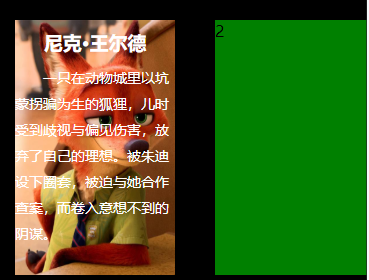 尼克·王尔德
一只在动物城里以坑
蒙拐骗为生的狐狸，儿时
受到歧视与偏见伤害，放
弃了自己的理想。被朱迪
设下圈套，被迫与她合作
查案，而卷入意想不到的
阴谋。
2